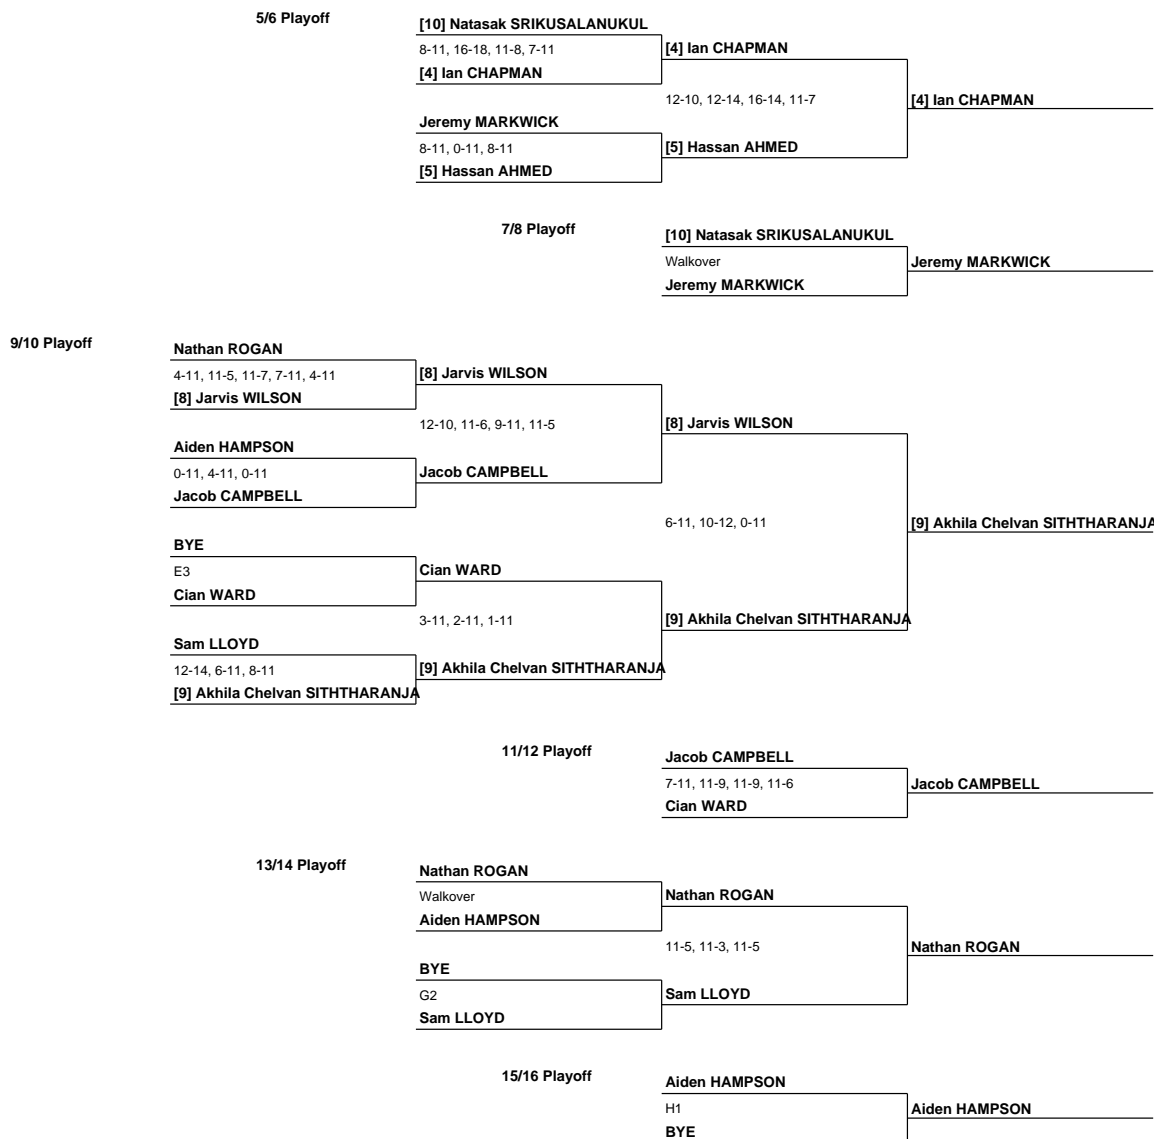 5/6 Playoff
[10] Natasak SRIKUSALANUKUL
8-11, 16-18, 11-8, 7-11
[4] Ian CHAPMAN
[4] Ian CHAPMAN
12-10, 12-14, 16-14, 11-7
[4] Ian CHAPMAN
Jeremy MARKWICK
8-11, 0-11, 8-11
[5] Hassan AHMED
[5] Hassan AHMED
7/8 Playoff
[10] Natasak SRIKUSALANUKUL
Walkover
Jeremy MARKWICK
Jeremy MARKWICK
9/10 Playoff
Nathan ROGAN
4-11, 11-5, 11-7, 7-11, 4-11
[8] Jarvis WILSON
[8] Jarvis WILSON
12-10, 11-6, 9-11, 11-5
[8] Jarvis WILSON
Aiden HAMPSON
0-11, 4-11, 0-11
Jacob CAMPBELL
Jacob CAMPBELL
6-11, 10-12, 0-11
[9] Akhila Chelvan SITHTHARANJA
BYE
E3
Cian WARD
Cian WARD
3-11, 2-11, 1-11
[9] Akhila Chelvan SITHTHARANJA
Sam LLOYD
12-14, 6-11, 8-11
[9] Akhila Chelvan SITHTHARANJA
[9] Akhila Chelvan SITHTHARANJA
11/12 Playoff
Jacob CAMPBELL
7-11, 11-9, 11-9, 11-6
Cian WARD
Jacob CAMPBELL
13/14 Playoff
Nathan ROGAN
Walkover
Aiden HAMPSON
Nathan ROGAN
11-5, 11-3, 11-5
Nathan ROGAN
BYE
G2
Sam LLOYD
Sam LLOYD
15/16 Playoff
Aiden HAMPSON
H1
BYE
Aiden HAMPSON